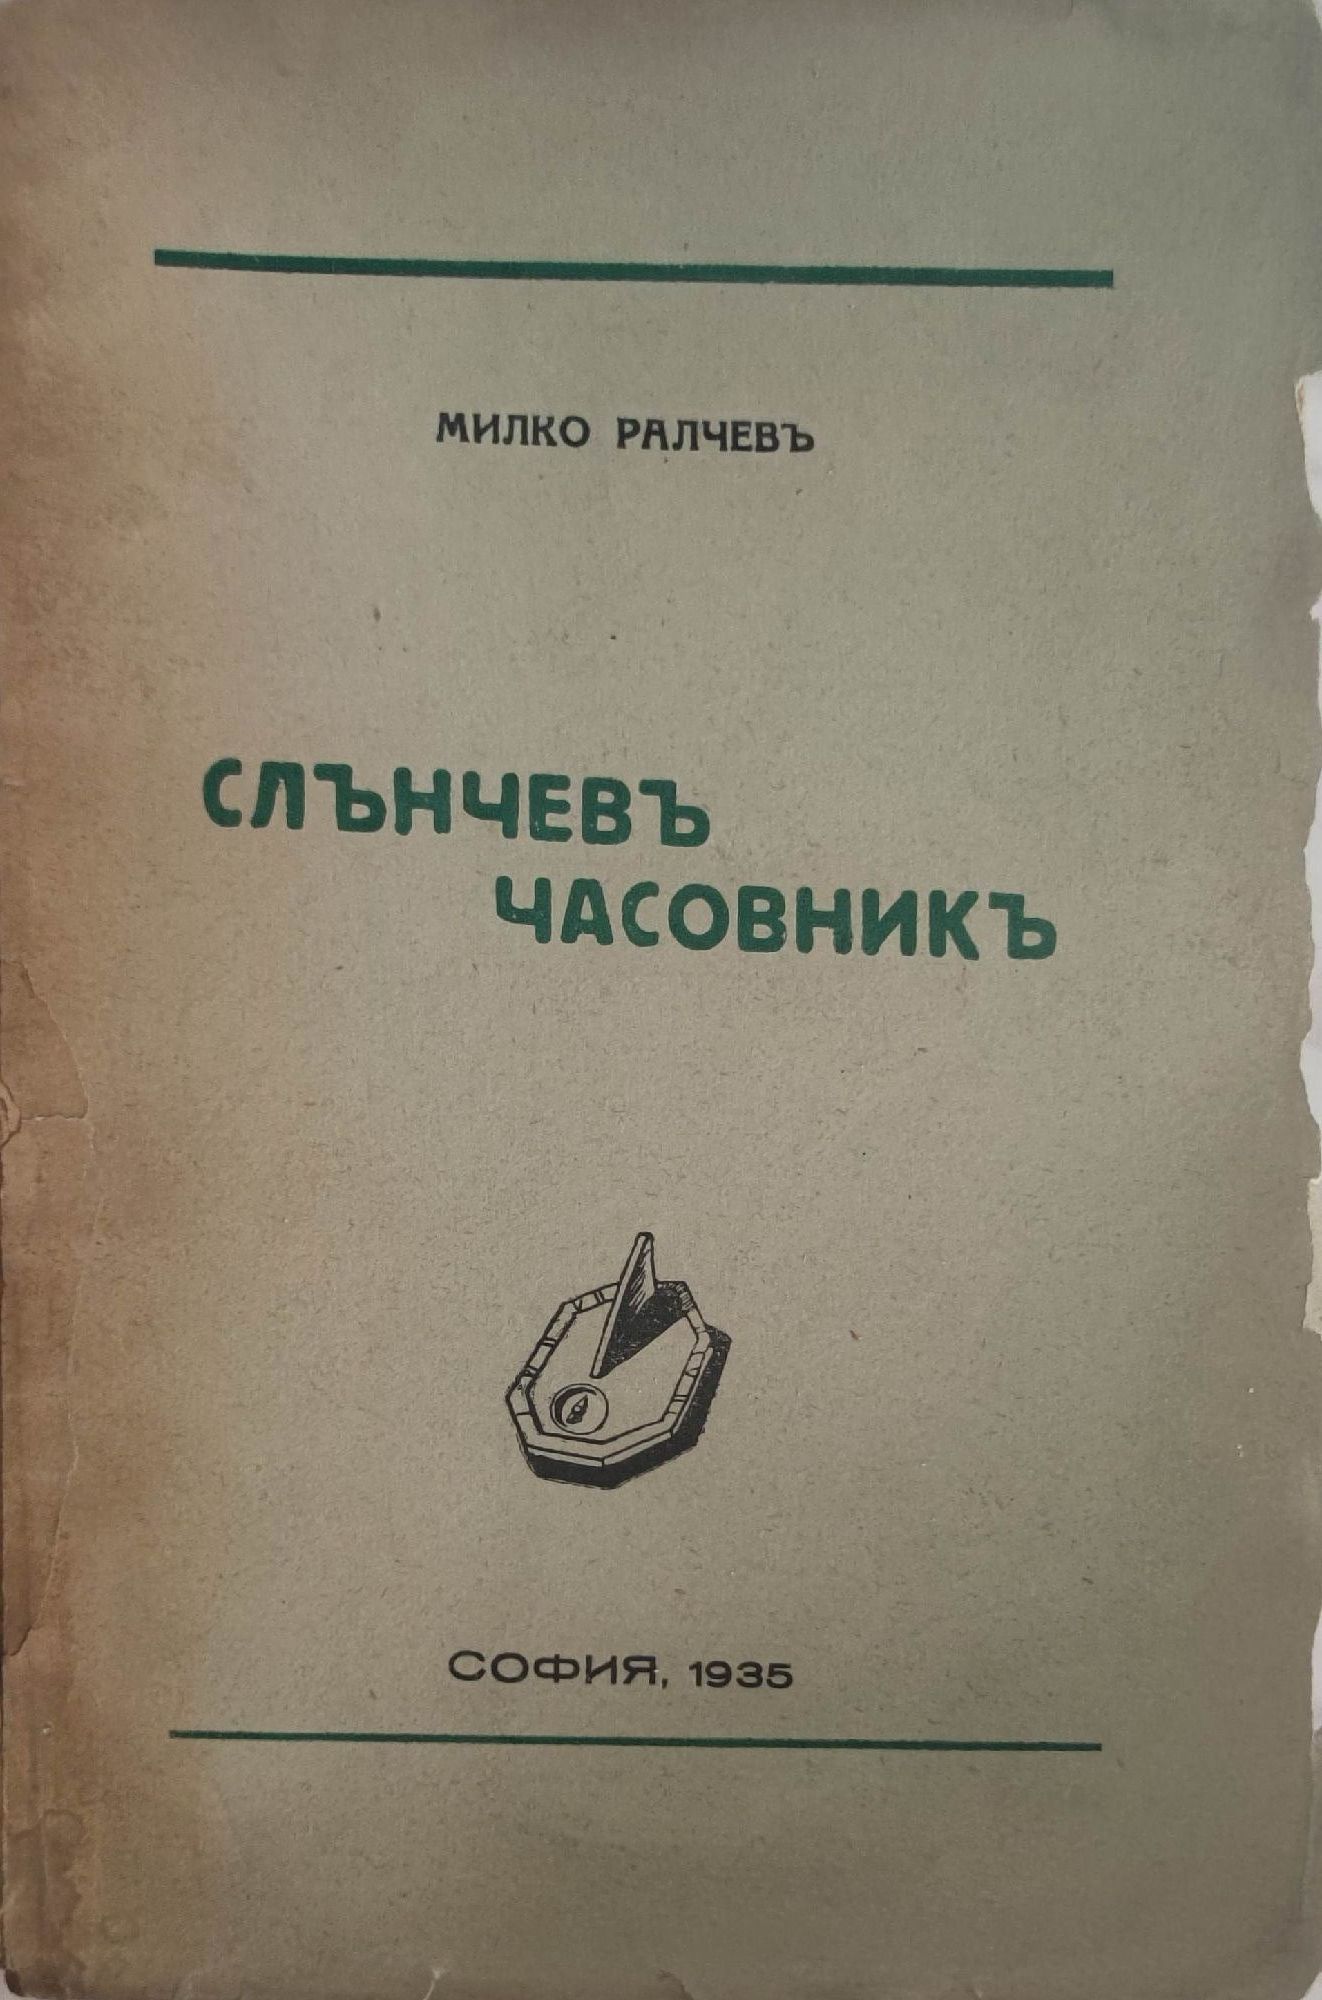 МИЛКО РАЛЧЕВЪ
СЛЪНЧЕВЪ
ЧАСОВНИКЪ
СОФИЯ, 1935